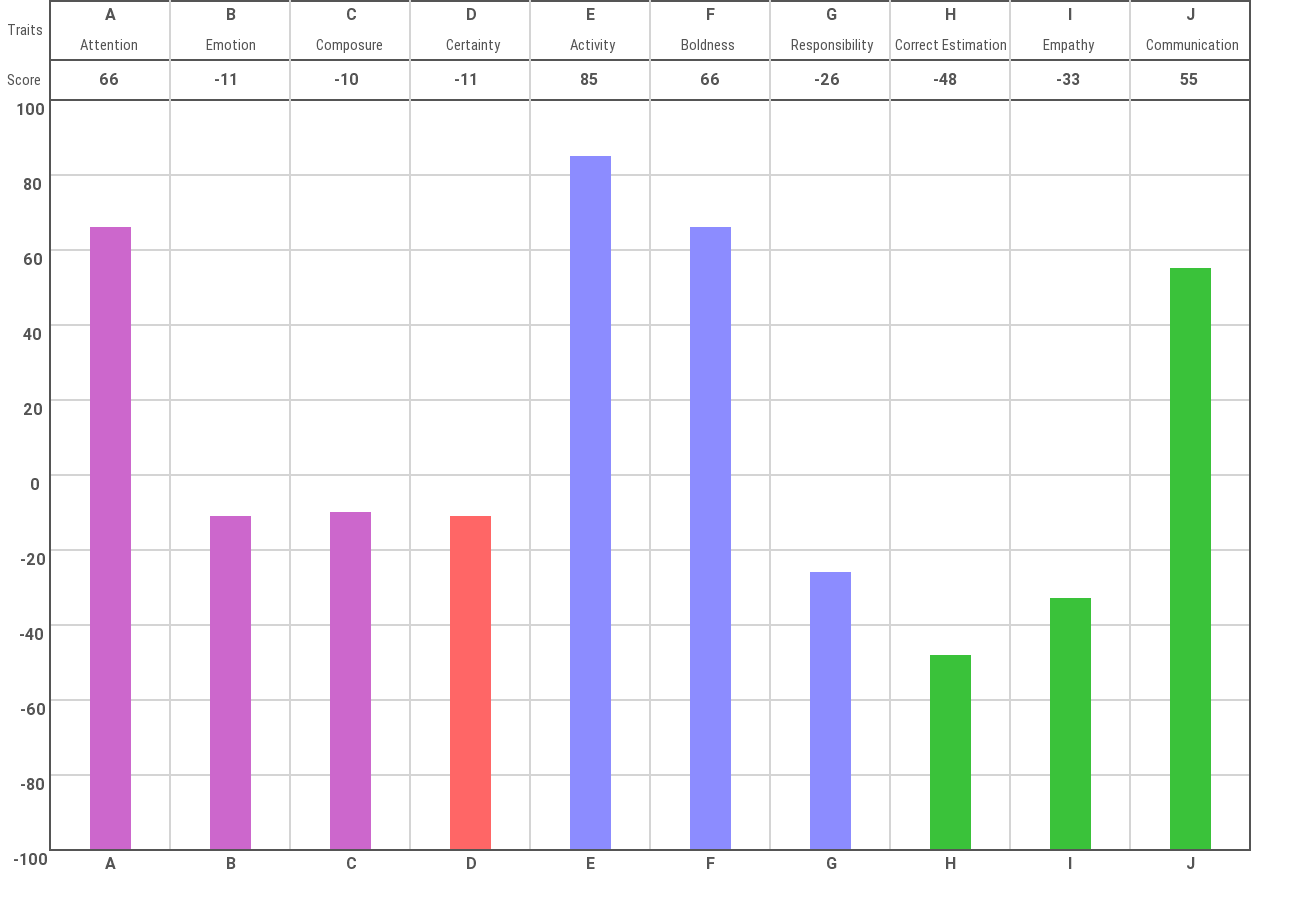 A B C D E F G H I J
Traits
Attention Emotion Composure Certainty Activity Boldness Responsibility Correct Estimation Empathy Communication
Score 66 -11 -10 -11 85 66 -26 -48 -33 55
100
80
60
40
20
0
-20
-40
-60
-80
-100
A B C D E F G H I J